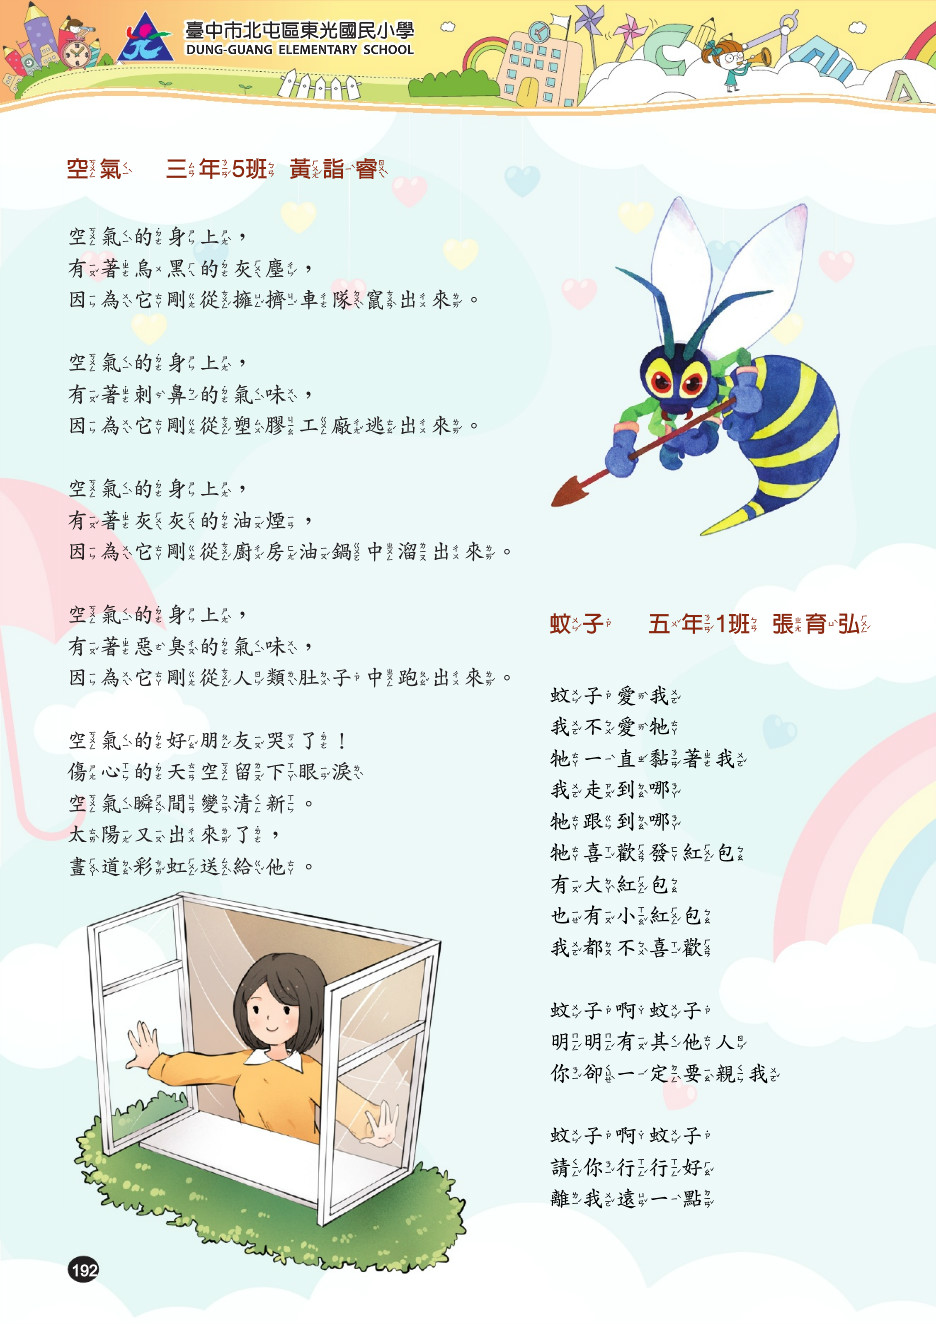 臺中市北屯區東光國民小學
DUNG-GUANG ELEMENTARY SCHOOL
空氣 三年5班 黃詣睿
空氣的身上，
有著烏黑的灰塵，
因為它剛從擁擠車隊竄出來。
空氣的身上，
有著刺鼻的氣味，
因為它剛從塑膠工廠逃出來。
空氣的身上，
有著灰灰的油煙，
因為它剛從廚房油鍋中溜出來。
空氣的身上，
有著惡臭的氣味，
因為它剛從人類肚子中跑出來。
空氣的好朋友哭了！
傷心的天空留下眼淚
空氣瞬間變清新。
太陽又出來了，
畫道彩虹送給他。
蚊子 五年1班 張育弘
蚊子愛我
我不愛牠
牠一直黏著我
我走到哪
牠跟到哪
牠喜歡發紅包
有大紅包
也有小紅包
我都不喜歡
蚊子啊蚊子
明明有其他人
你卻一定要親我
蚊子啊蚊子
請你行行好
離我遠一點
192